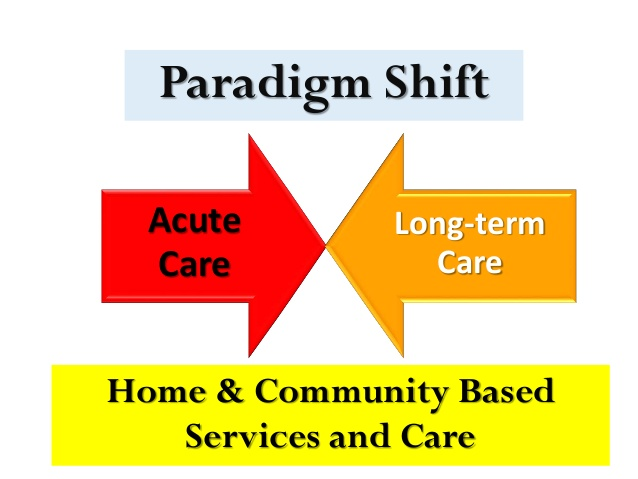 Paradigm Shift
Acute
Care
Long-term
Care
Home & Community Based
Services and Care